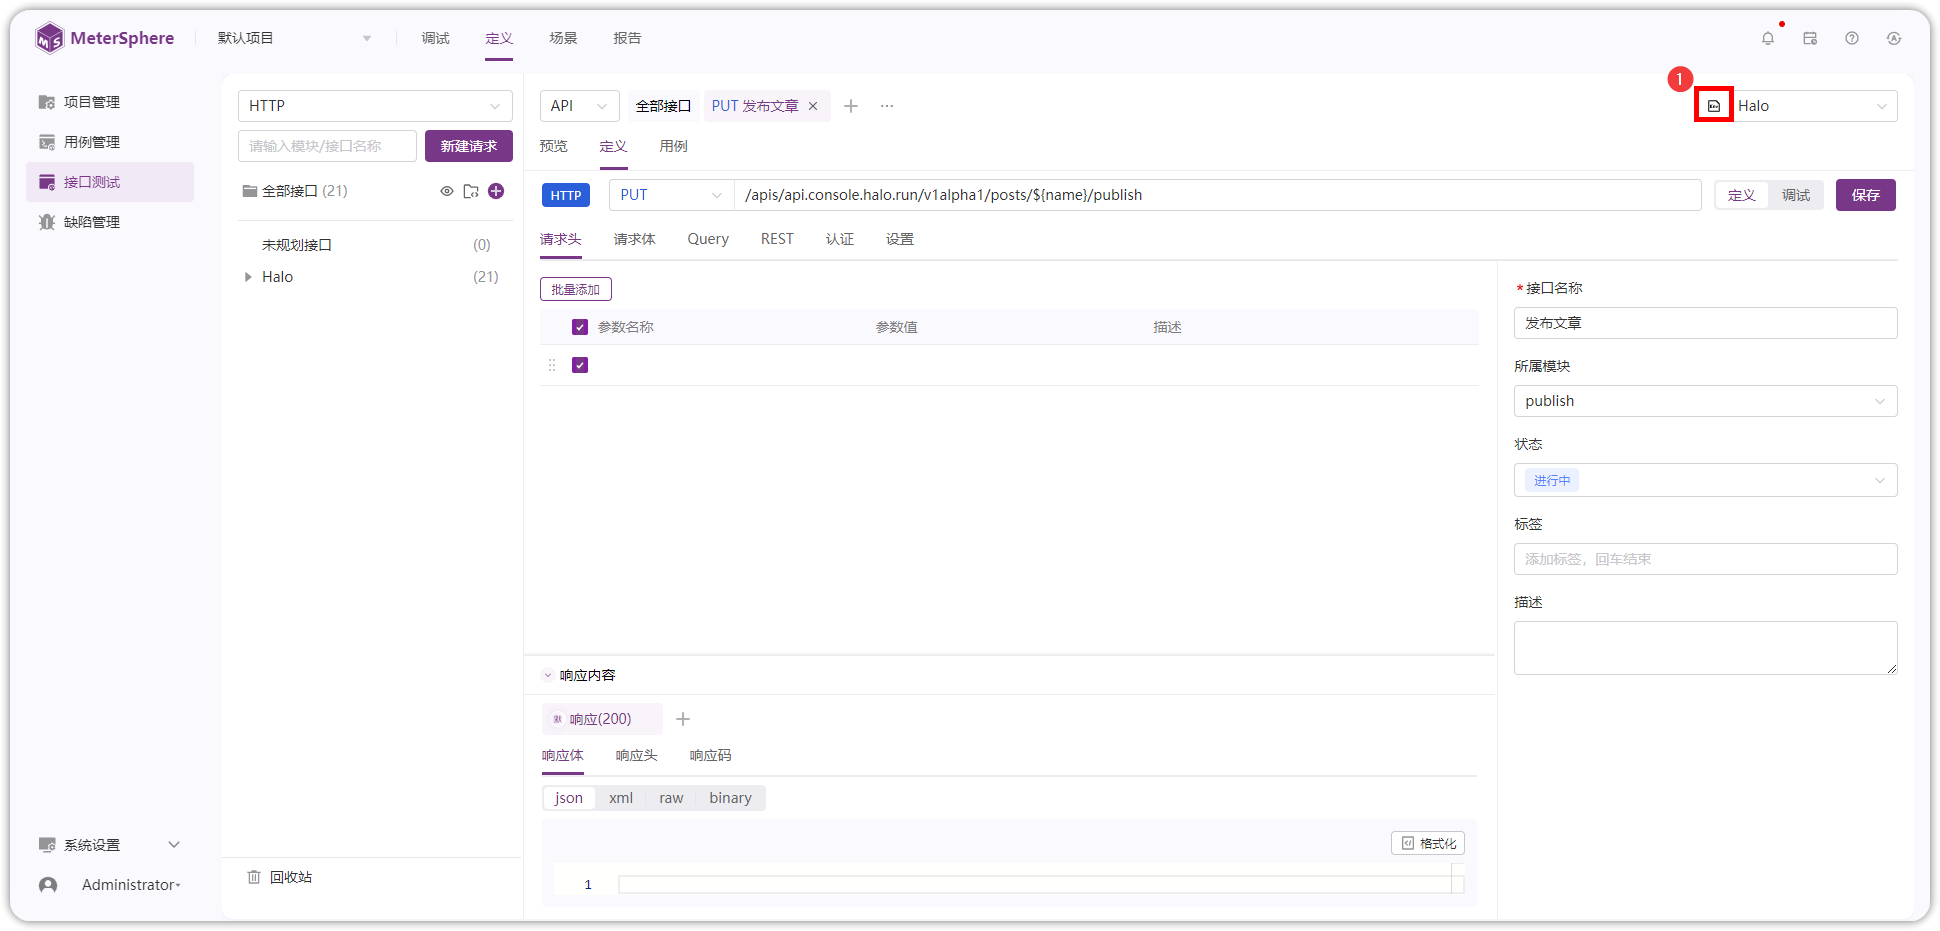 MeterSphere
默认项目
调试
定义
场景
报告
项目管理
用例管理
接口测试
缺陷管理
系统设置
Administrator
HTTP
请输入模块/接口名称
新建请求
全部接口 (21)
未规划接口 (0)
Halo (21)
回收站
API
全部接口
PUT 发布文章
1
Halo
预览
定义
用例
HTTP
PUT
/apis/api.console.halo.run/v1alpha1/posts/${name}/publish
定义
调试
保存
请求头
请求体
Query
REST
认证
设置
批量添加
参数名称
参数值
描述
* 接口名称
发布文章
所属模块
publish
状态
进行中
标签
添加标签，回车结束
描述
响应内容
默 响应(200)
响应体
响应头
响应码
json
xml
raw
binary
格式化
1